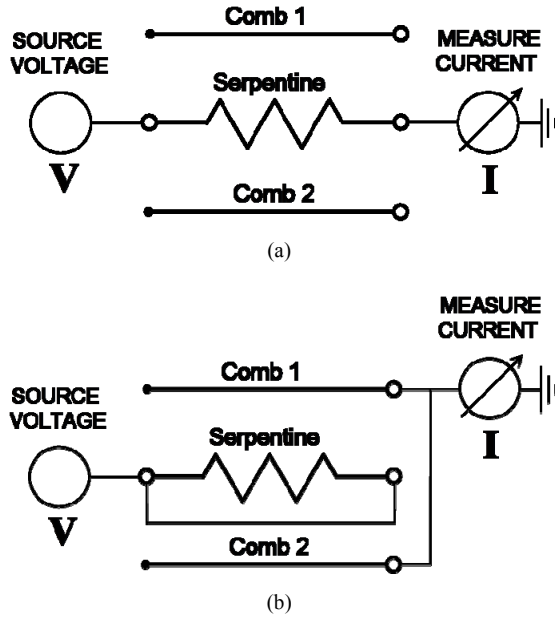 Comb 1
SOURCE
VOLTAGE
MEASURE
CURRENT
Serpentine
V
I
Comb 2
(a)
MEASURE
CURRENT
SOURCE
VOLTAGE
Comb 1
Serpentine
I
V
Comb 2
(b)